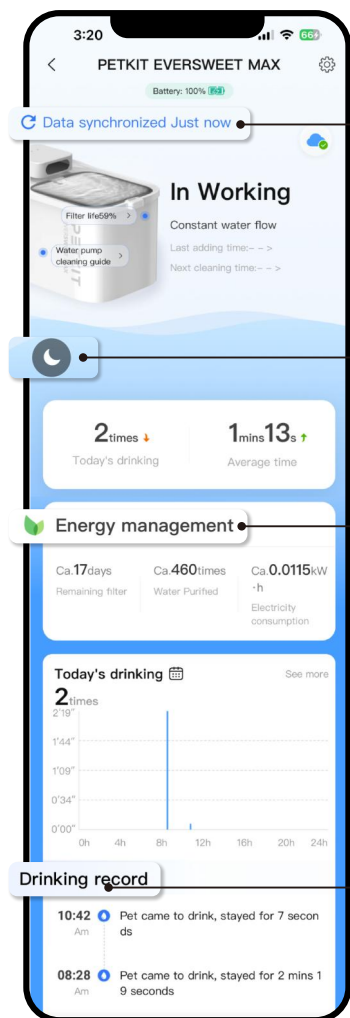 3:20
66
PETKIT EVERSWEET MAX
Battery: 100%
Data synchronized Just now
In Working
Filter life59% >
Constant water flow
Water pump
cleaning guide >
Last adding time:- - >
Next cleaning time:- - >
2times ↓
1mins13s ↑
Today's drinking
Average time
Energy management
Ca.17days
Ca.460times
Ca.0.0115kW
·h
Remaining filter
Water Purified
Electricity
consumption
Today's drinking
See more
2times
2'19"
1'44"
1'09"
0'34"
0'00"
0h 4h 8h 12h 16h 20h 24h
Drinking record
10:42 Pet came to drink, stayed for 7 secon
Am ds
08:28 Pet came to drink, stayed for 2 mins 1
Am 9 seconds